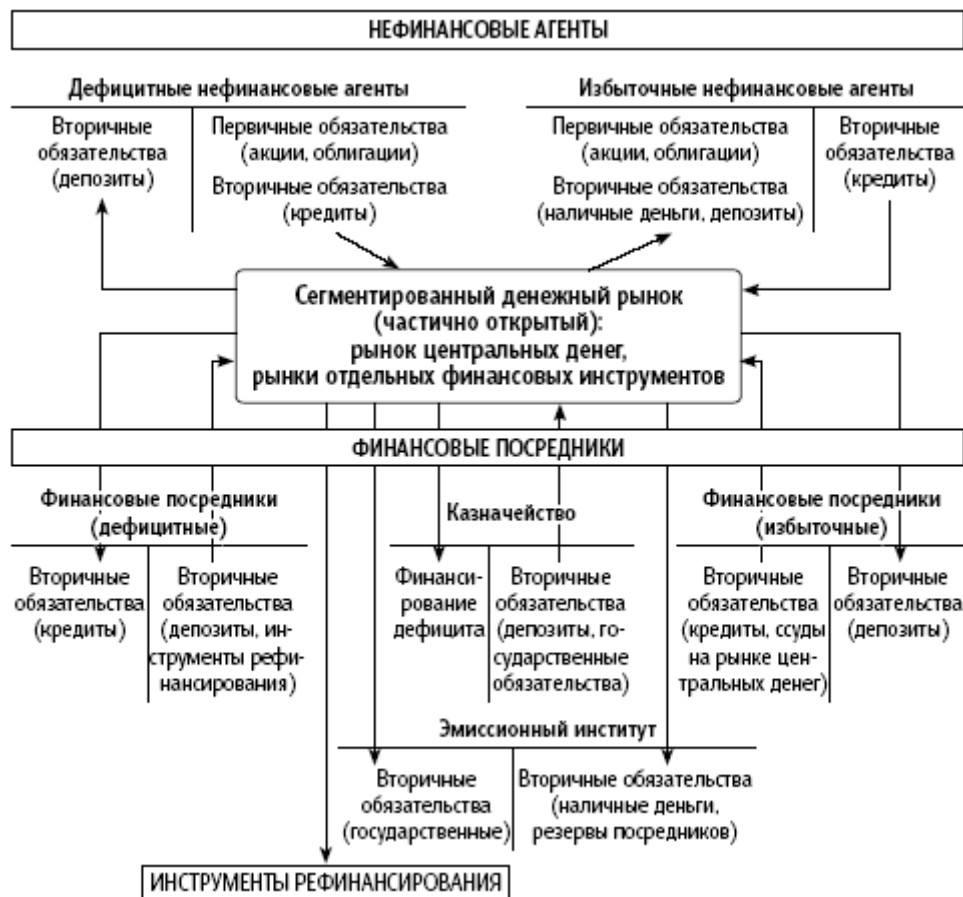 НЕФИНАНСОВЫЕ АГЕНТЫ
Дефицитные нефинансовые агенты
Вторичные
обязательства
(депозиты)
Первичные обязательства
(акции, облигации)
Вторичные обязательства
(кредиты)
Избыточные нефинансовые агенты
Первичные обязательства
(акции, облигации)
Вторичные обязательства
(наличные деньги, депозиты)
Вторичные
обязательства
(кредиты)
Сегментированный денежный рынок
(частично открытый):
рынок центральных денег,
рынки отдельных финансовых инструментов
ФИНАНСОВЫЕ ПОСРЕДНИКИ
Финансовые посредники
(дефицитные)
Вторичные
обязательства
(кредиты)
Вторичные
обязательства
(депозиты, ин-
струменты рефи-
нансирования)
Казначейство
Финанси-
рование
дефицита
Вторичные
обязательства
(депозиты, го-
сударственные
обязательства)
Финансовые посредники
(избыточные)
Вторичные
обязательства
(кредиты, ссуды
на рынке цен-
тральных денег)
Вторичные
обязательства
(депозиты)
Эмиссионный институт
Вторичные
обязательства
(государственные)
Вторичные обязательства
(наличные деньги,
резервы посредников)
ИНСТРУМЕНТЫ РЕФИНАНСИРОВАНИЯ